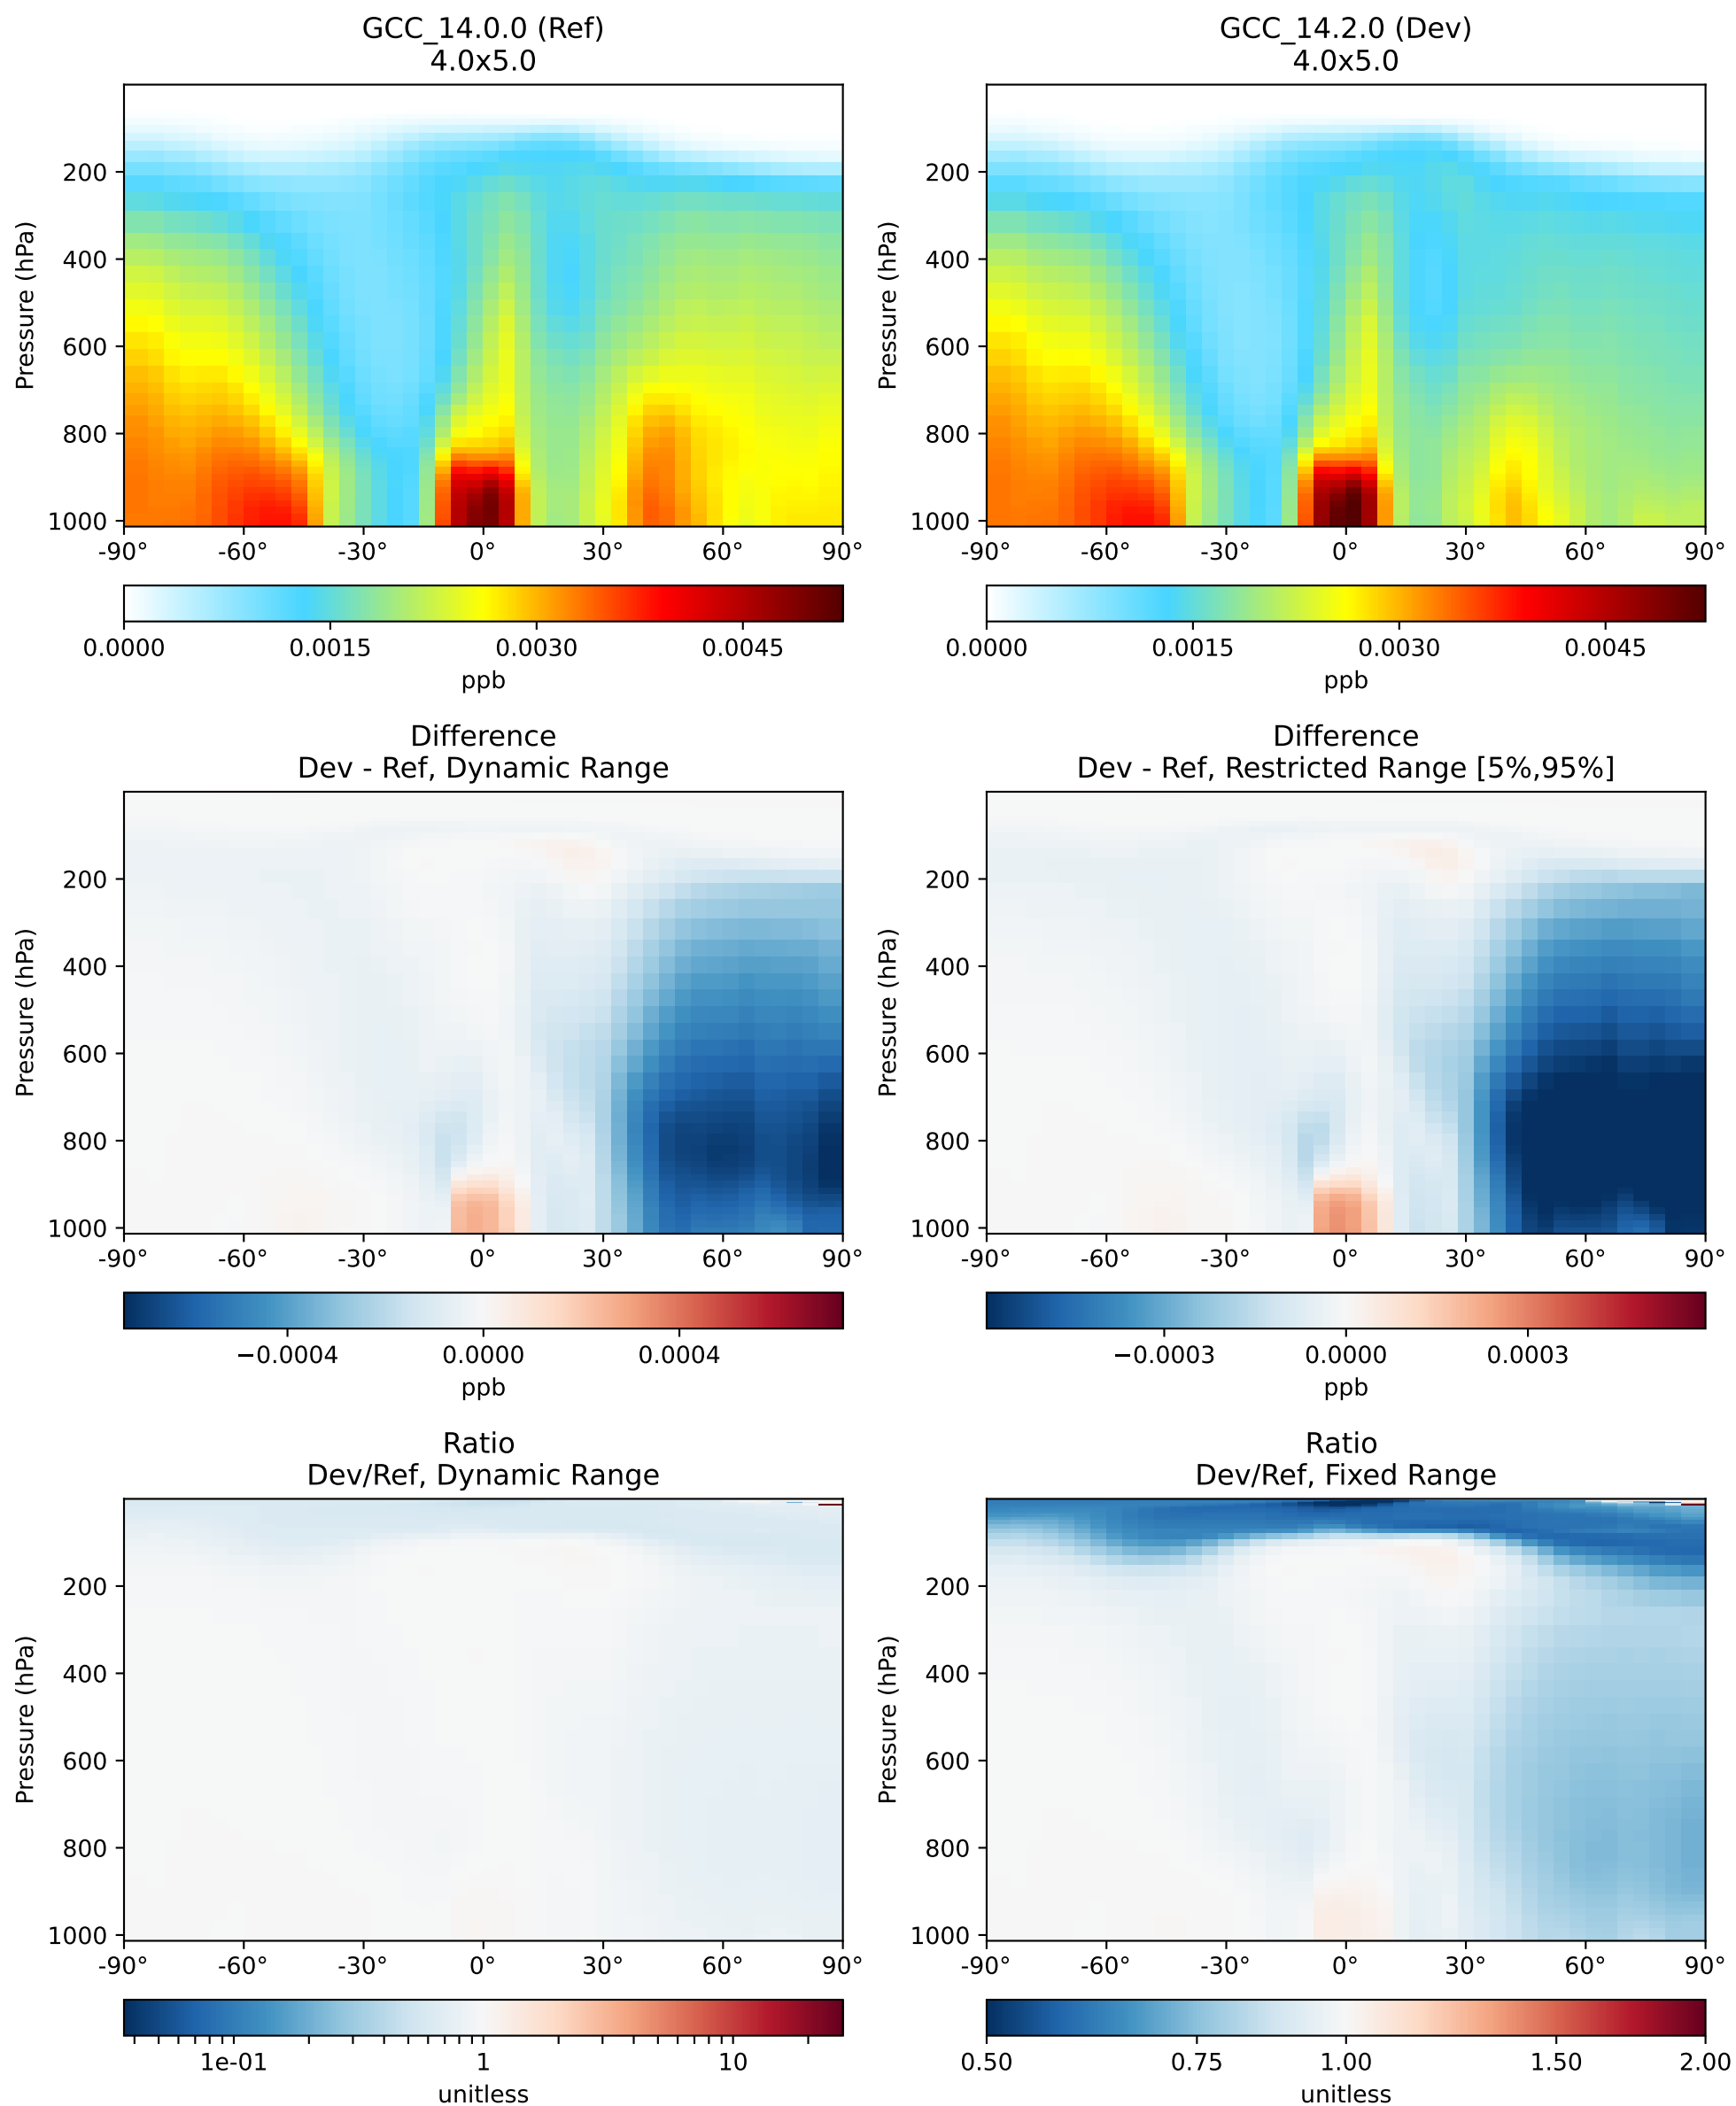 GCC_14.0.0 (Ref)
4.0x5.0
Pressure (hPa)
200
400
600
800
1000
-90° -60° -30° 0° 30° 60° 90°
0.0000 0.0015 0.0030 0.0045
ppb
GCC_14.2.0 (Dev)
4.0x5.0
Pressure (hPa)
200
400
600
800
1000
-90° -60° -30° 0° 30° 60° 90°
0.0000 0.0015 0.0030 0.0045
ppb
Difference
Dev - Ref, Dynamic Range
Pressure (hPa)
200
400
600
800
1000
-90° -60° -30° 0° 30° 60° 90°
−0.0004 0.0000 0.0004
ppb
Difference
Dev - Ref, Restricted Range [5%,95%]
Pressure (hPa)
200
400
600
800
1000
-90° -60° -30° 0° 30° 60° 90°
−0.0003 0.0000 0.0003
ppb
Ratio
Dev/Ref, Dynamic Range
Pressure (hPa)
200
400
600
800
1000
-90° -60° -30° 0° 30° 60° 90°
1e-01 1 10
unitless
Ratio
Dev/Ref, Fixed Range
Pressure (hPa)
200
400
600
800
1000
-90° -60° -30° 0° 30° 60° 90°
0.50 0.75 1.00 1.50 2.00
unitless